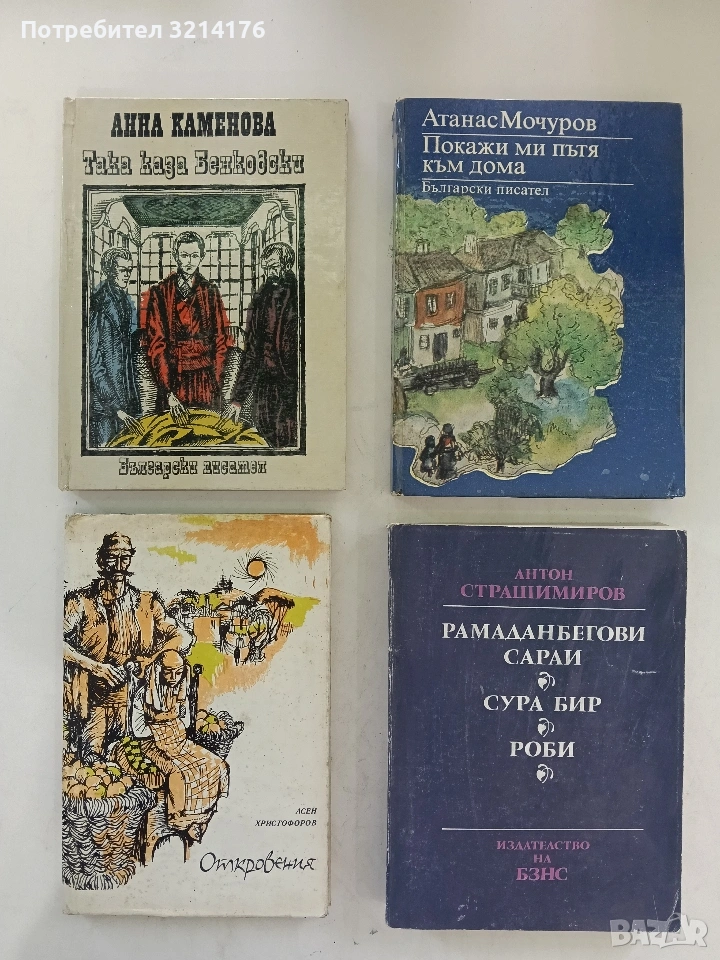 Потребител 3214176
АННА КАМЕНОВА
Така каза Бенковски
Български писател
Атанас Мочуров
Покажи ми пътя
към дома
Български писател
АСЕН
ХРИСТОФОРОВ
Откровения
АНТОН
СТРАШИМИРОВ
РАМАДАНБЕГОВИ
САРАИ
СУРА БИР
РОБИ
ИЗДАТЕЛСТВО
НА
БЗНС
BAZAR